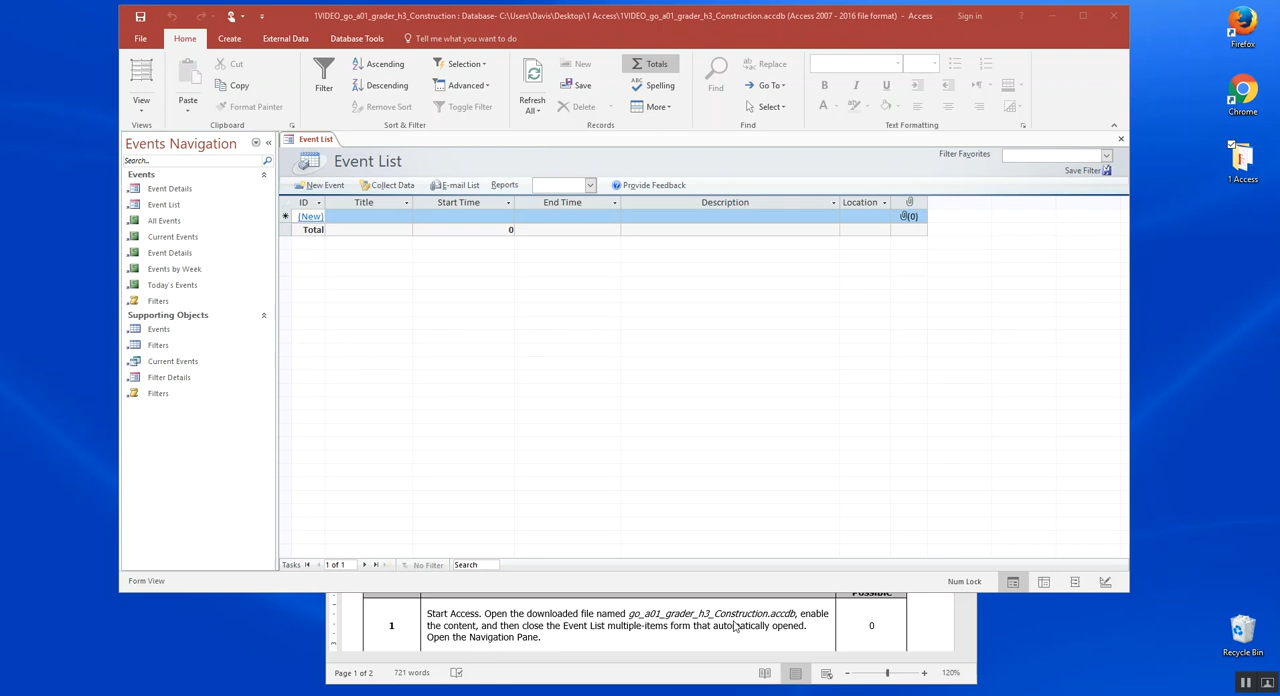 1VIDEO_go_a01_grader_h3_Construction : Database- C:\Users\Davis\Desktop\1 Access\1VIDEO_go_a01_grader_h3_Construction.accdb (Access 2007 - 2016 file format) - Access
Sign in
?
File Home Create External Data Database Tools Tell me what you want to do
View
Views
Paste
Cut
Copy
Format Painter
Clipboard
Filter
Ascending
Descending
Remove Sort
Selection
Advanced
Toggle Filter
Sort & Filter
Refresh
All
New
Save
Delete
Totals
Spelling
More
Records
Find
Replace
Go To
Select
Find
B I U
A
Text Formatting
Events Navigation
Search...
Events
Event Details
Event List
All Events
Current Events
Event Details
Events by Week
Today's Events
Filters
Supporting Objects
Events
Filters
Current Events
Filter Details
Filters
Event List
Event List
Filter Favorites
Save Filter
New Event Collect Data E-mail List Reports Provide Feedback
ID Title Start Time End Time Description Location
(New) (0)
Total 0
Tasks 1 of 1 No Filter Search
Form View
Num Lock
Possible
1
Start Access. Open the downloaded file named go_a01_grader_h3_Construction.accdb, enable
the content, and then close the Event List multiple-items form that automatically opened.
Open the Navigation Pane.
0
Page 1 of 2 721 words 120%
Firefox
Chrome
1 Access
Recycle Bin